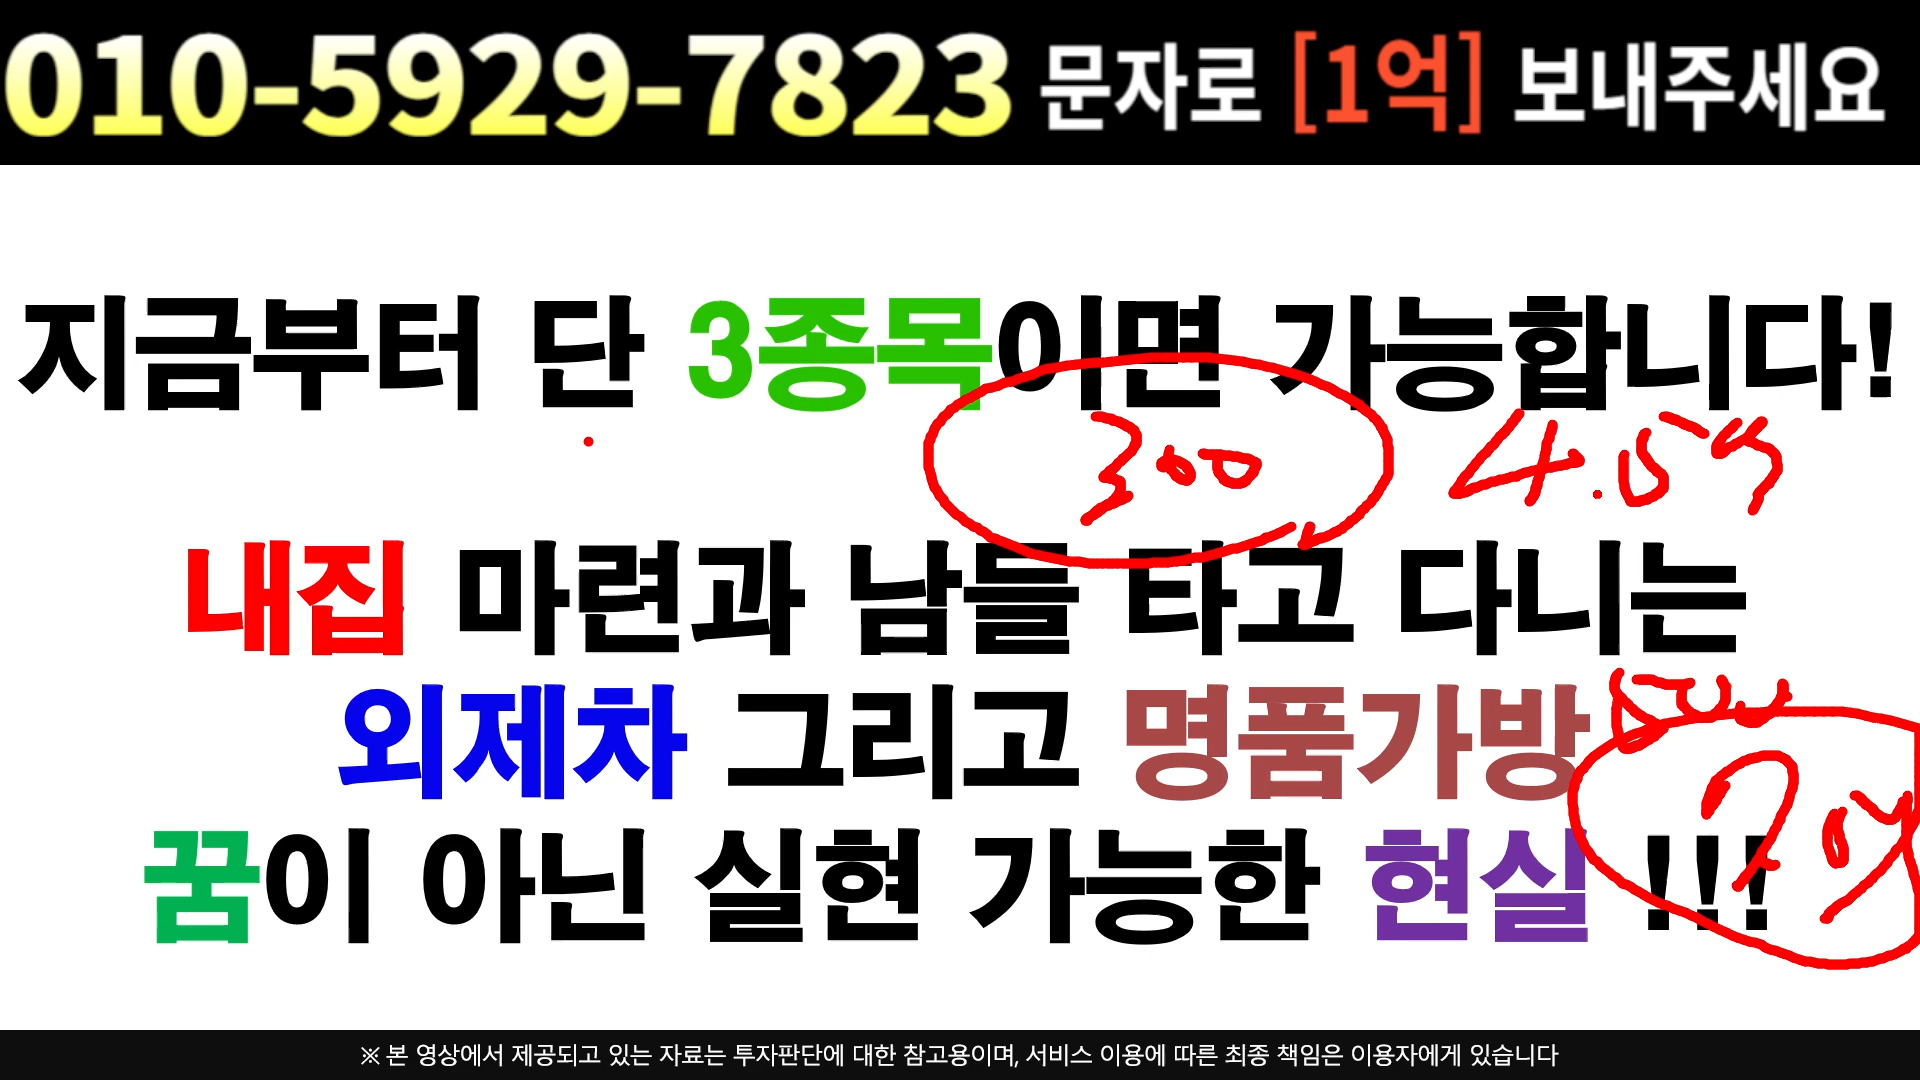 010-5929-7823 문자로 [1억] 보내주세요
지금부터 단 3종목이면 가능합니다!
300
4.5억
내집 마련과 남들 타고 다니는
500
외제차 그리고 명품가방
꿈이 아닌 실현 가능한 현실 !!!
※ 본 영상에서 제공되고 있는 자료는 투자판단에 대한 참고용이며, 서비스 이용에 따른 최종 책임은 이용자에게 있습니다